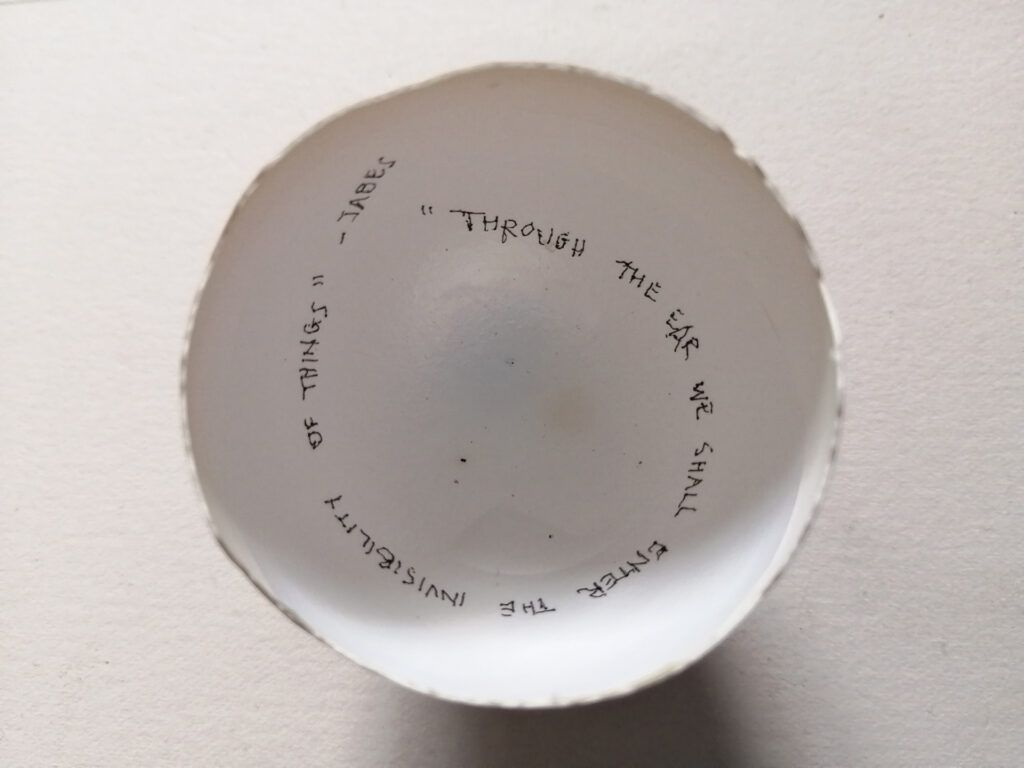 "THROUGH THE EAR WE SHALL ENTER THE INVISIBILITY OF THINGS" - JABES